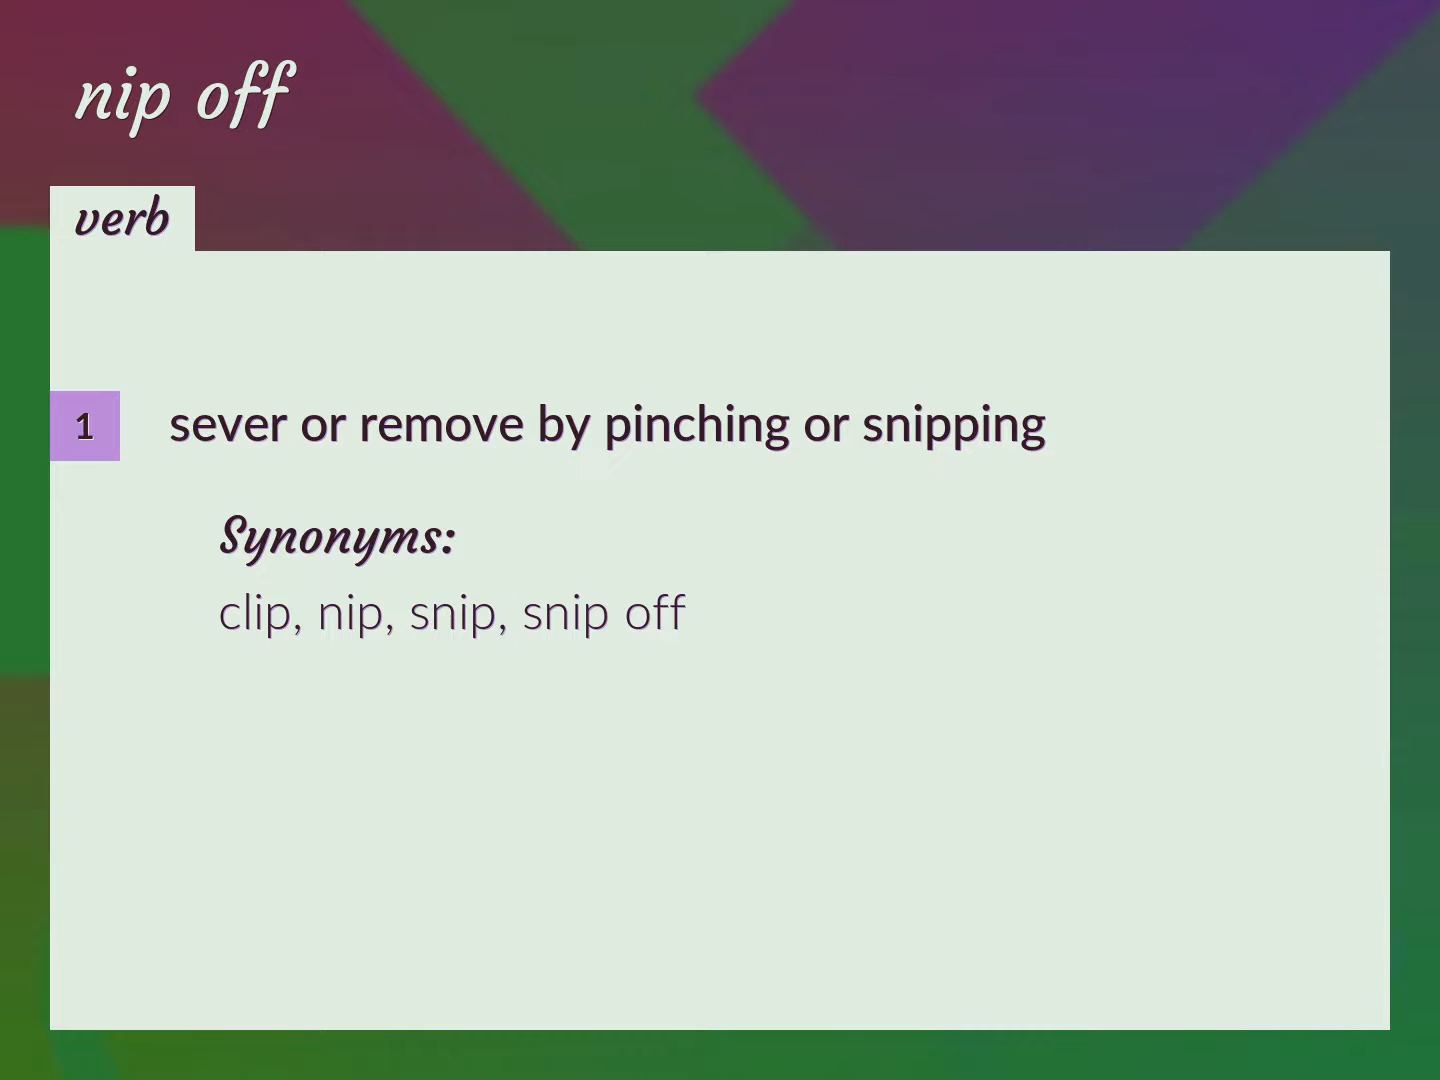 nip off
verb
1 sever or remove by pinching or snipping
Synonyms:
clip, nip, snip, snip off